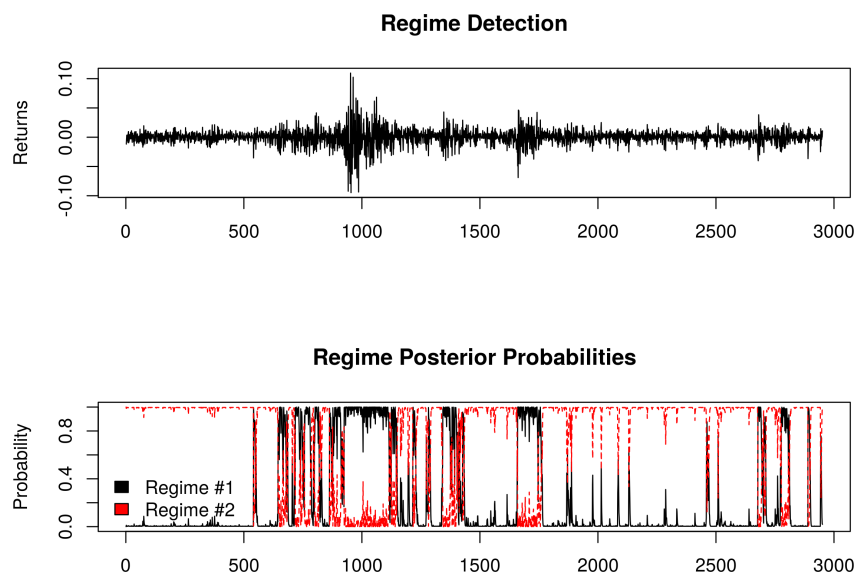 Regime Detection
Returns
0.10
0.00
-0.10
0 500 1000 1500 2000 2500 3000
Regime Posterior Probabilities
Probability
0.8
0.4
0.0
Regime #1
Regime #2
0 500 1000 1500 2000 2500 3000